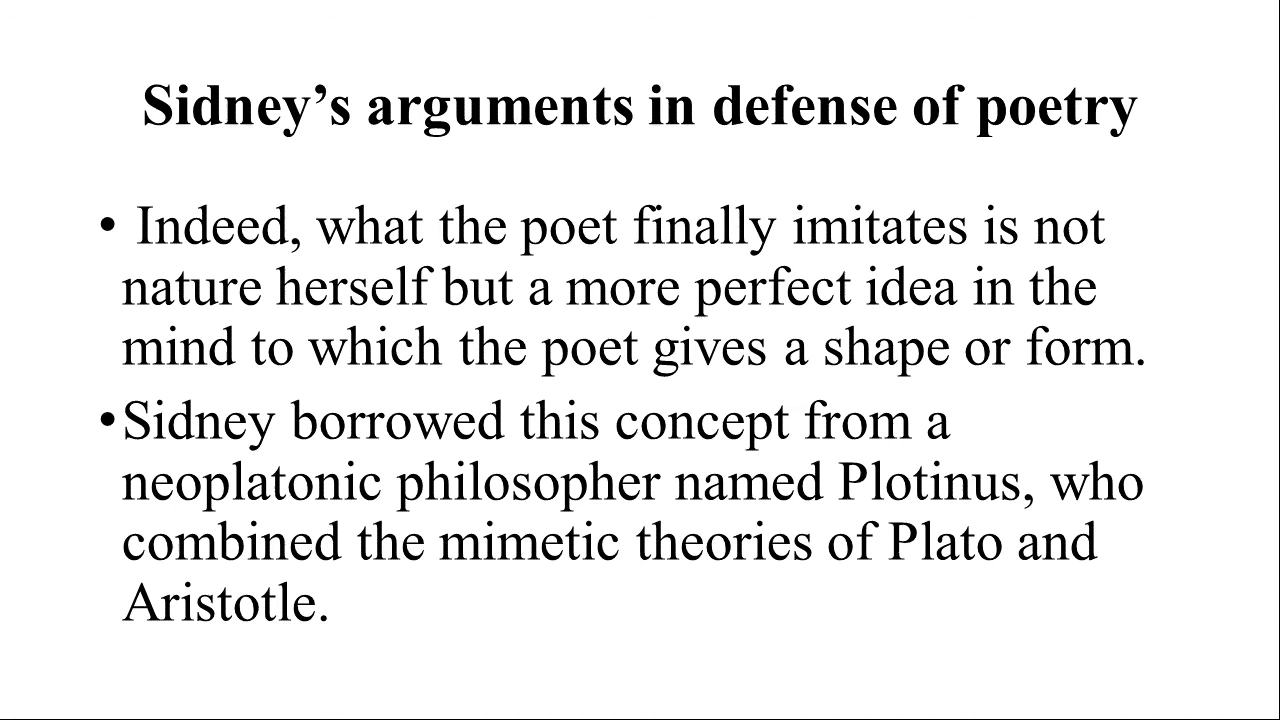 Sidney’s arguments in defense of poetry
• Indeed, what the poet finally imitates is not
nature herself but a more perfect idea in the
mind to which the poet gives a shape or form.
•Sidney borrowed this concept from a
neoplatonic philosopher named Plotinus, who
combined the mimetic theories of Plato and
Aristotle.